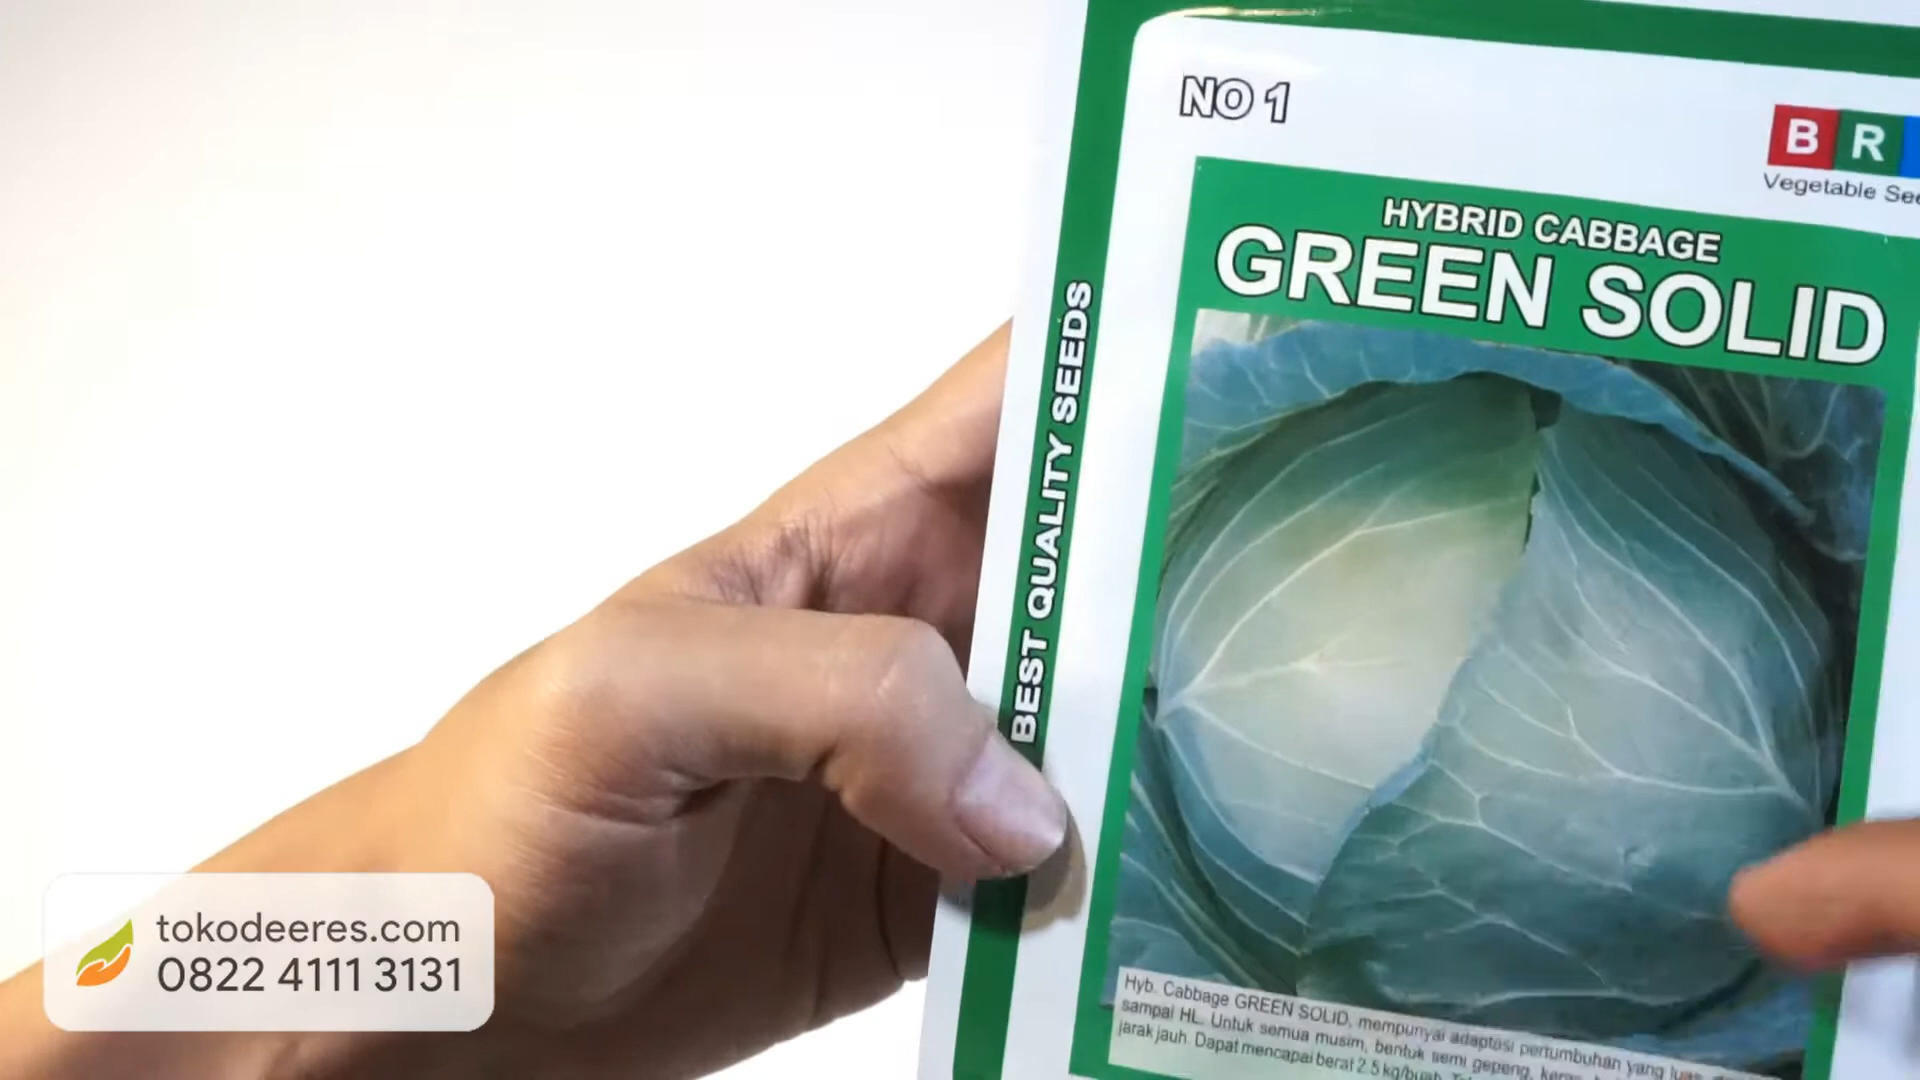 NO 1
B R
Vegetable
HYBRID CABBAGE
GREEN SOLID
BEST QUALITY SEEDS
Hyb. Cabbage GREEN SOLID, mempunyai adaptasi pertumbuhan yang luas,
sampai HL. Untuk semua musim, bentuk semi gepeng, keras,
jarak jauh. Dapat mencapai berat 2.5 kg/buah.
tokodeeres.com
0822 4111 3131